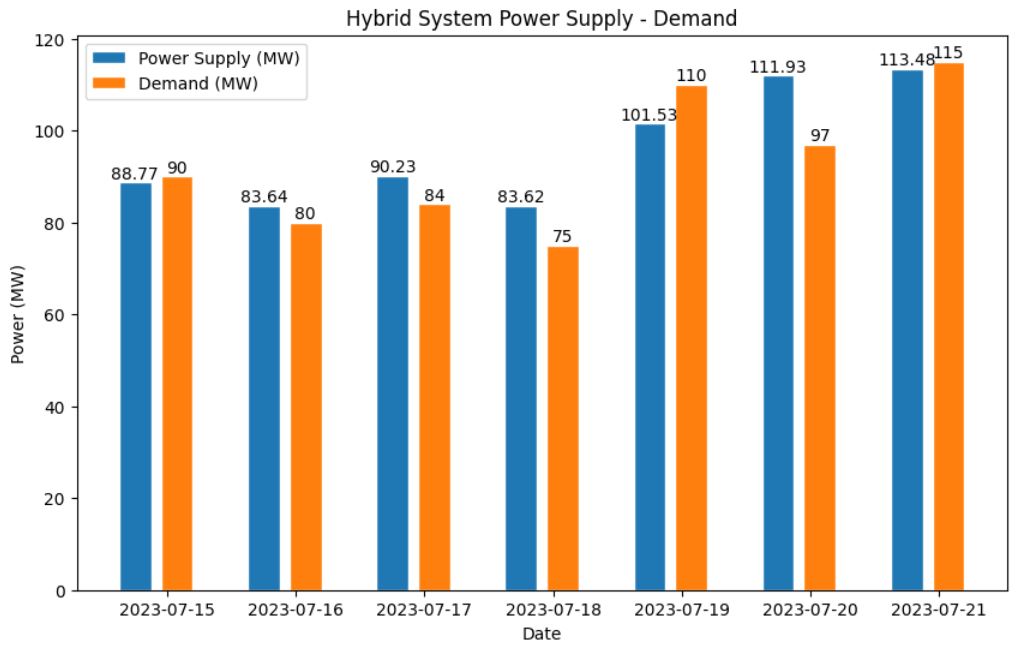 Hybrid System Power Supply - Demand
Power Supply (MW)
Demand (MW)
Power (MW)
120
100
80
60
40
20
0
88.77 90
83.64 80
90.23 84
83.62 75
101.53 110
111.93 97
113.48 115
2023-07-15 2023-07-16 2023-07-17 2023-07-18 2023-07-19 2023-07-20 2023-07-21
Date